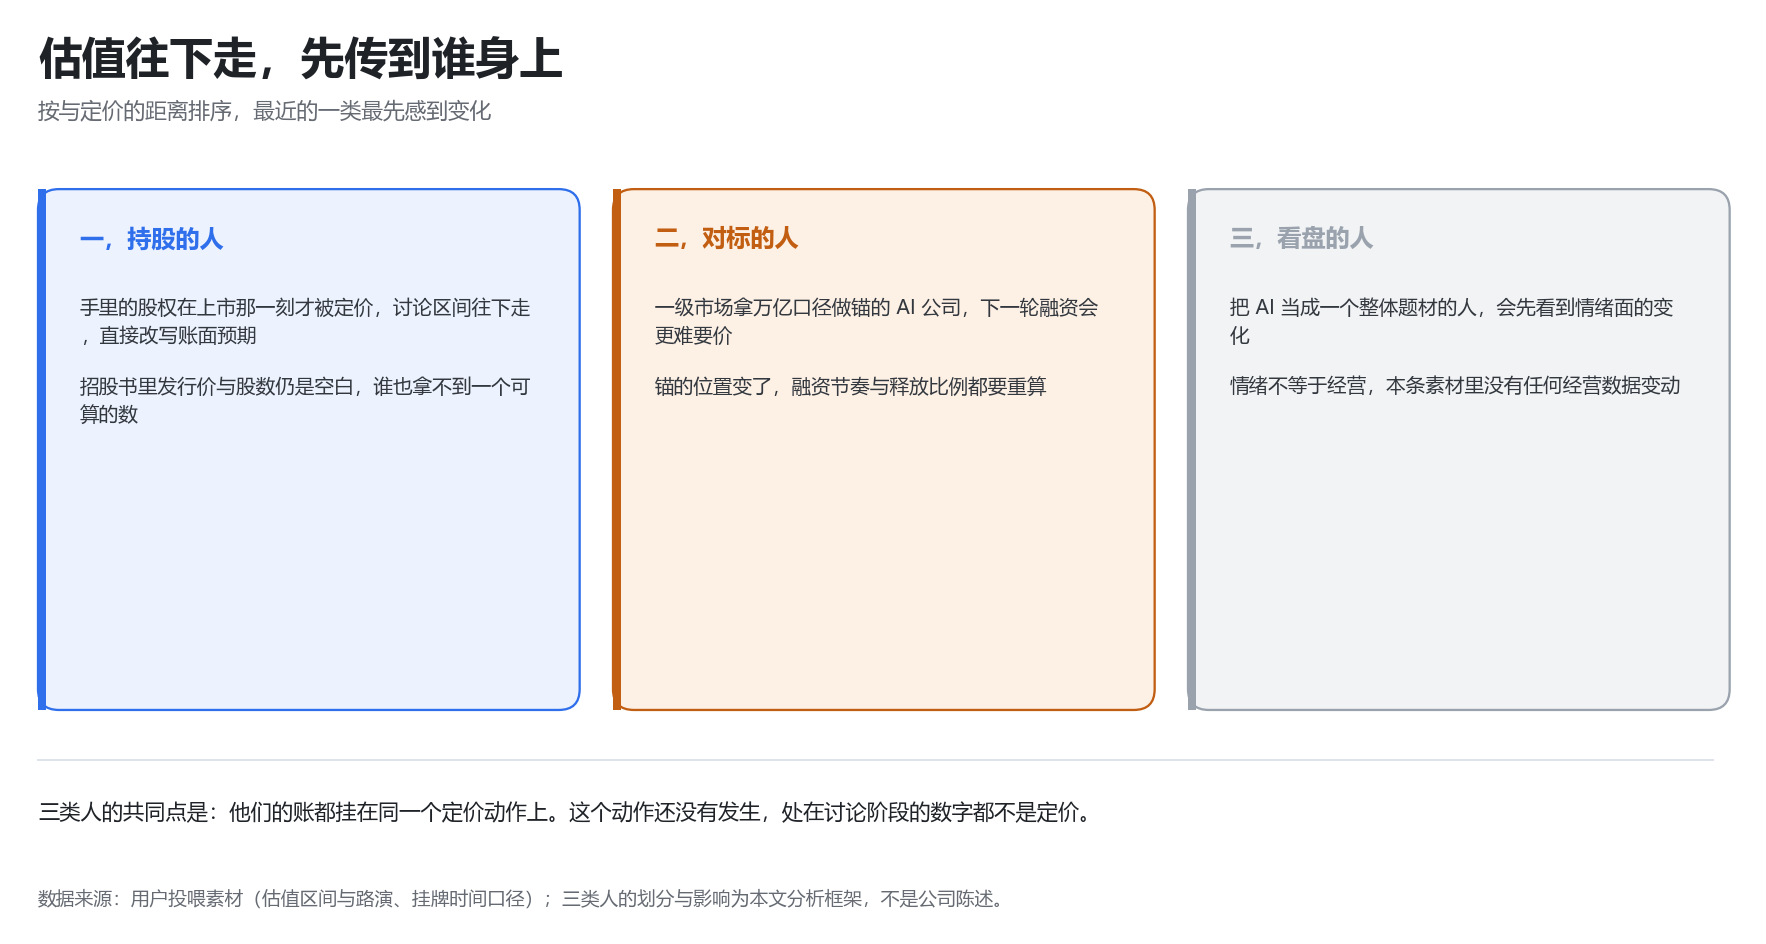 估值往下走，先传到谁身上
按与定价的距离排序，最近的一类最先感到变化
一，持股的人
手里的股权在上市那一刻才被定价，讨论区间往下走
，直接改写账面预期
招股书里发行价与股数仍是空白，谁也拿不到一个可
算的数
二，对标的人
一级市场拿万亿口径做锚的 AI 公司，下一轮融资会
更难要价
锚的位置变了，融资节奏与释放比例都要重算
三，看盘的人
把 AI 当成一个整体题材的人，会先看到情绪面的变
化
情绪不等于经营，本条素材里没有任何经营数据变动
三类人的共同点是：他们的账都挂在同一个定价动作上。这个动作还没有发生，处在讨论阶段的数字都不是定价。
数据来源：用户投喂素材（估值区间与路演、挂牌时间口径）；三类人的划分与影响为本文分析框架，不是公司陈述。